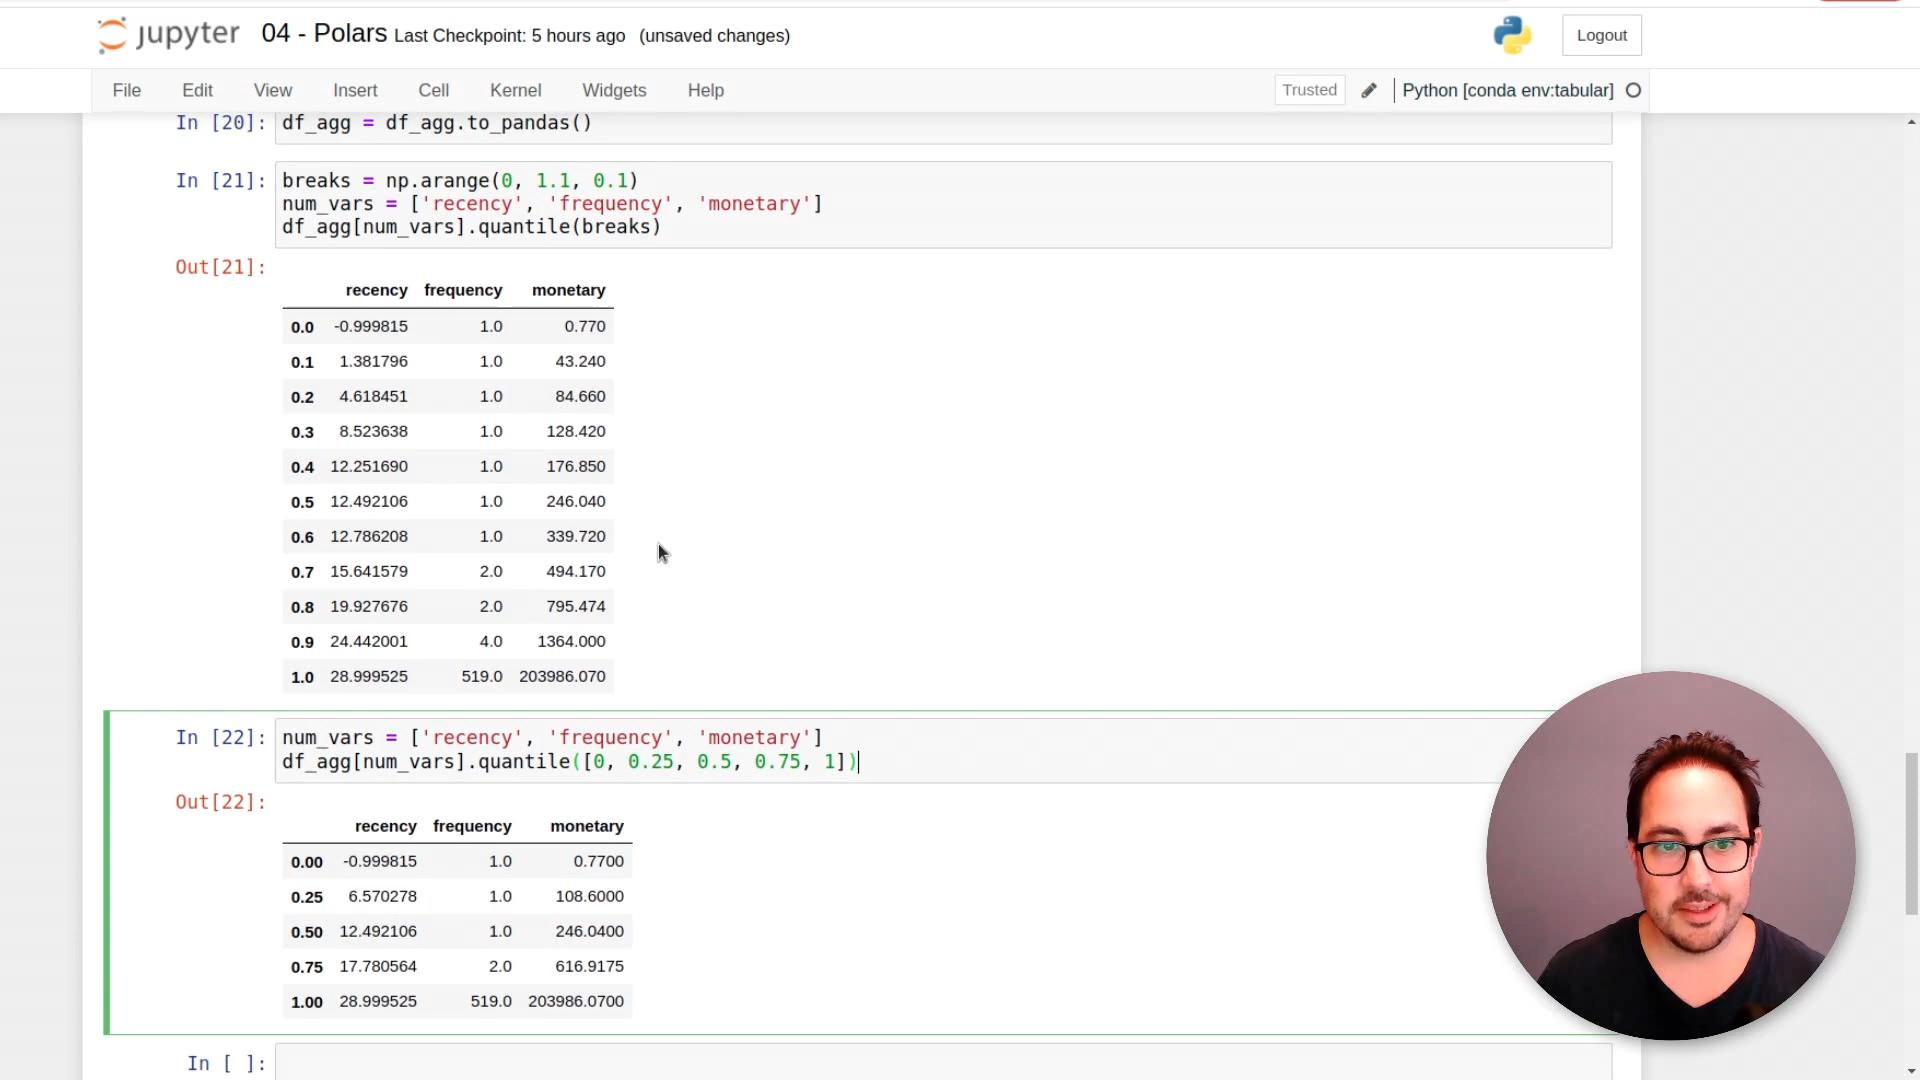 jupyter 04 - Polars Last Checkpoint: 5 hours ago (unsaved changes) Logout
File Edit View Insert Cell Kernel Widgets Help Trusted Python [conda env:tabular]
In [20]: df_agg = df_agg.to_pandas()
In [21]: breaks = np.arange(0, 1.1, 0.1)
num_vars = ['recency', 'frequency', 'monetary']
df_agg[num_vars].quantile(breaks)
Out[21]:
recency frequency monetary
0.0 -0.999815 1.0 0.770
0.1 1.381796 1.0 43.240
0.2 4.618451 1.0 84.660
0.3 8.523638 1.0 128.420
0.4 12.251690 1.0 176.850
0.5 12.492106 1.0 246.040
0.6 12.786208 1.0 339.720
0.7 15.641579 2.0 494.170
0.8 19.927676 2.0 795.474
0.9 24.442001 4.0 1364.000
1.0 28.999525 519.0 203986.070
In [22]: num_vars = ['recency', 'frequency', 'monetary']
df_agg[num_vars].quantile([0, 0.25, 0.5, 0.75, 1])
Out[22]:
recency frequency monetary
0.00 -0.999815 1.0 0.7700
0.25 6.570278 1.0 108.6000
0.50 12.492106 1.0 246.0400
0.75 17.780564 2.0 616.9175
1.00 28.999525 519.0 203986.0700
In [ ]: